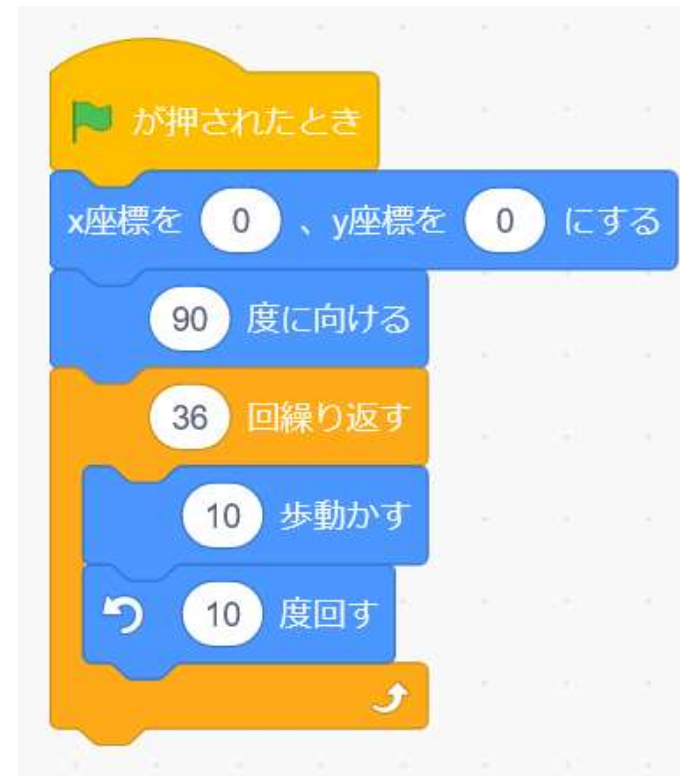 が押されたとき
x座標を 0 、y座標を 0 にする
90 度に向ける
36 回繰り返す
10 歩動かす
10 度回す